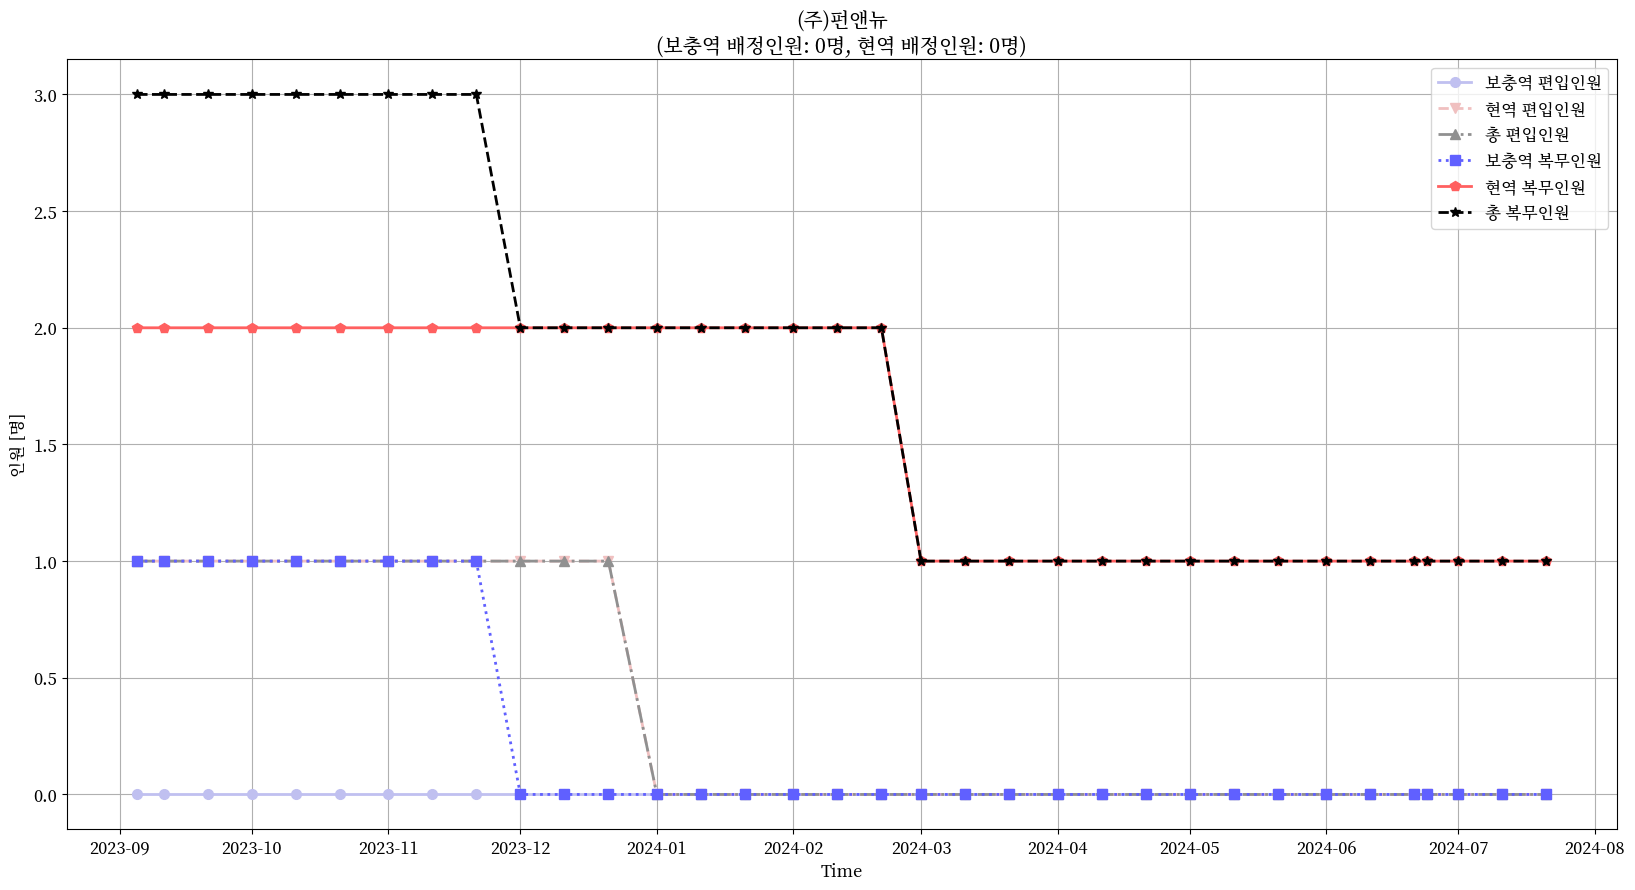 (주)펀앤뉴
(보충역 배정인원: 0명, 현역 배정인원: 0명)
보충역 편입인원
현역 편입인원
총 편입인원
보충역 복무인원
현역 복무인원
총 복무인원
3.0
2.5
2.0
1.5
1.0
0.5
0.0
인원 [명]
2023-09 2023-10 2023-11 2023-12 2024-01 2024-02 2024-03 2024-04 2024-05 2024-06 2024-07 2024-08
Time